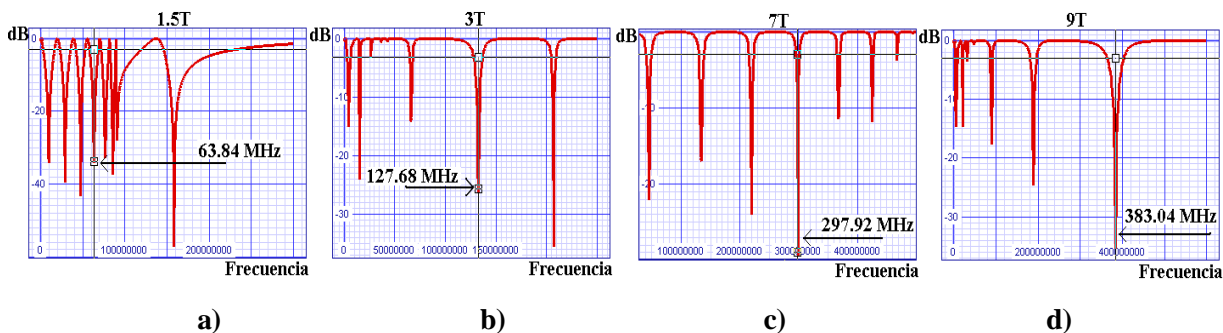 1.5T
dB
0
-20
-40
63.84 MHz
0 100000000 200000000
Frecuencia
a)
3T
dB
0
-10
-20
-30
127.68 MHz
0 50000000 100000000 150000000
Frecuencia
b)
7T
dB
-10
-20
297.92 MHz
100000000 200000000 300000000 400000000
Frecuencia
c)
9T
dB
0
-10
-20
-30
383.04 MHz
0 200000000 400000000
Frecuencia
d)